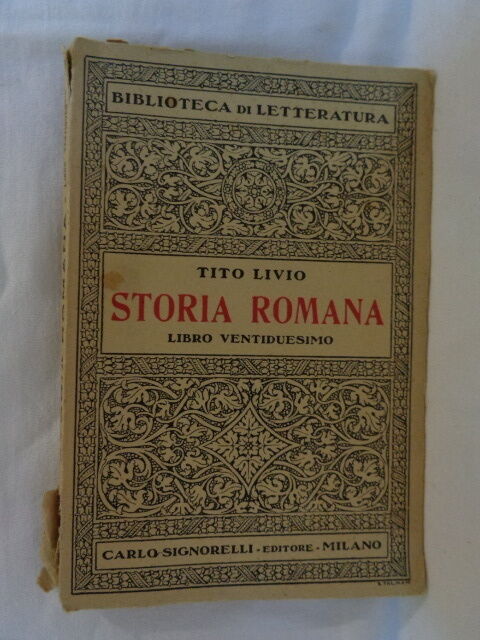 BIBLIOTECA DI LETTERATURA
TITO LIVIO
STORIA ROMANA
LIBRO VENTIDUESIMO
CARLO SIGNORELLI - EDITORE - MILANO